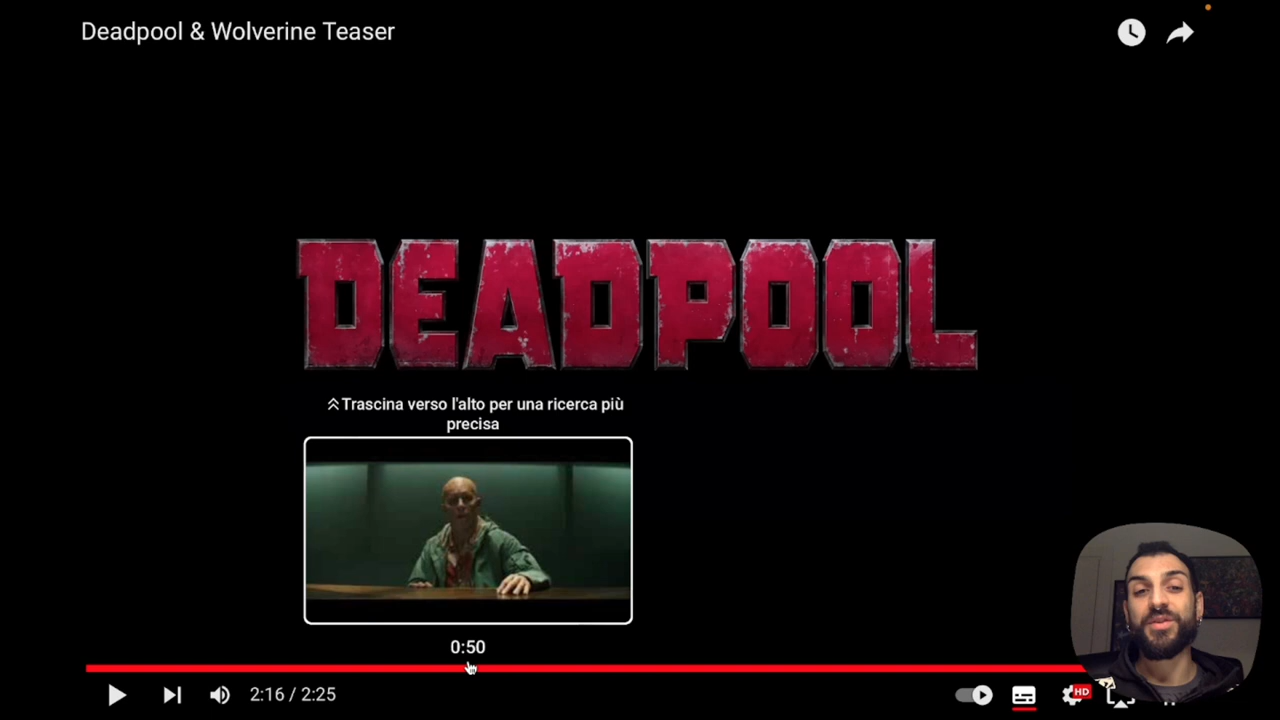 Deadpool & Wolverine Teaser
DEADPOOL
Trascina verso l'alto per una ricerca più
precisa
0:50
2:16 / 2:25
HD